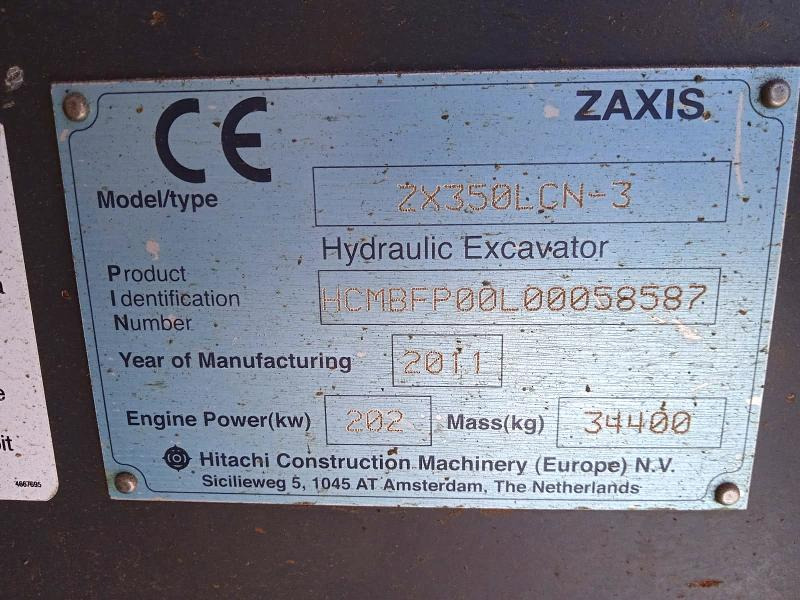 CE
ZAXIS
Model/type ZX350LCN-3
Hydraulic Excavator
Product
Identification HCMBFP00L00058587
Number
Year of Manufacturing 2011
Engine Power(kw) 202 Mass(kg) 34400
Hitachi Construction Machinery (Europe) N.V.
Sicilieweg 5, 1045 AT Amsterdam, The Netherlands
4667695